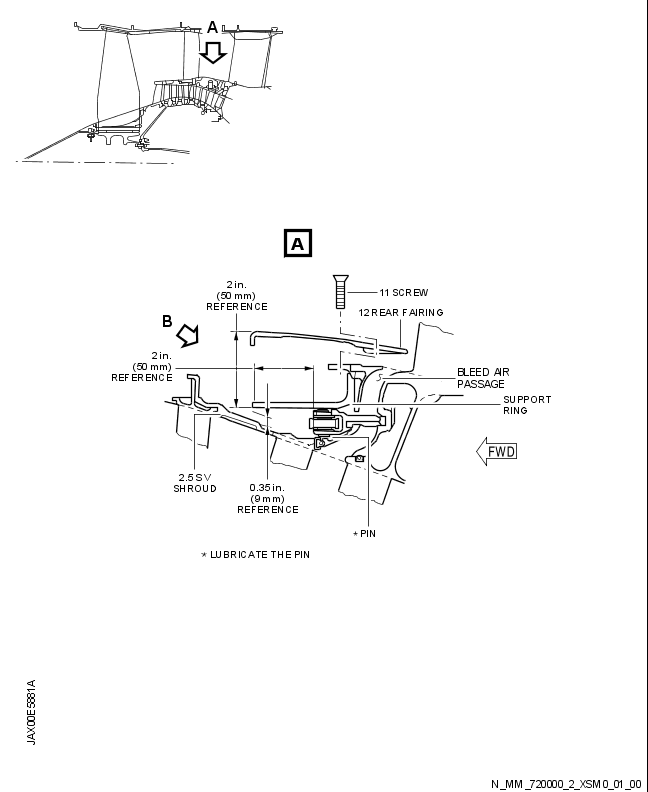 A
A
2 in.
(50 mm)
REFERENCE
11 SCREW
12 REAR FAIRING
B
2 in.
(50 mm)
REFERENCE
BLEED AIR
PASSAGE
SUPPORT
RING
FWD
2.5 SV
SHROUD
0.35 in.
(9 mm)
REFERENCE
* PIN
* LUBRICATE THE PIN
JAX00E5881A
N_MM_720000_2_XSM0_01_00